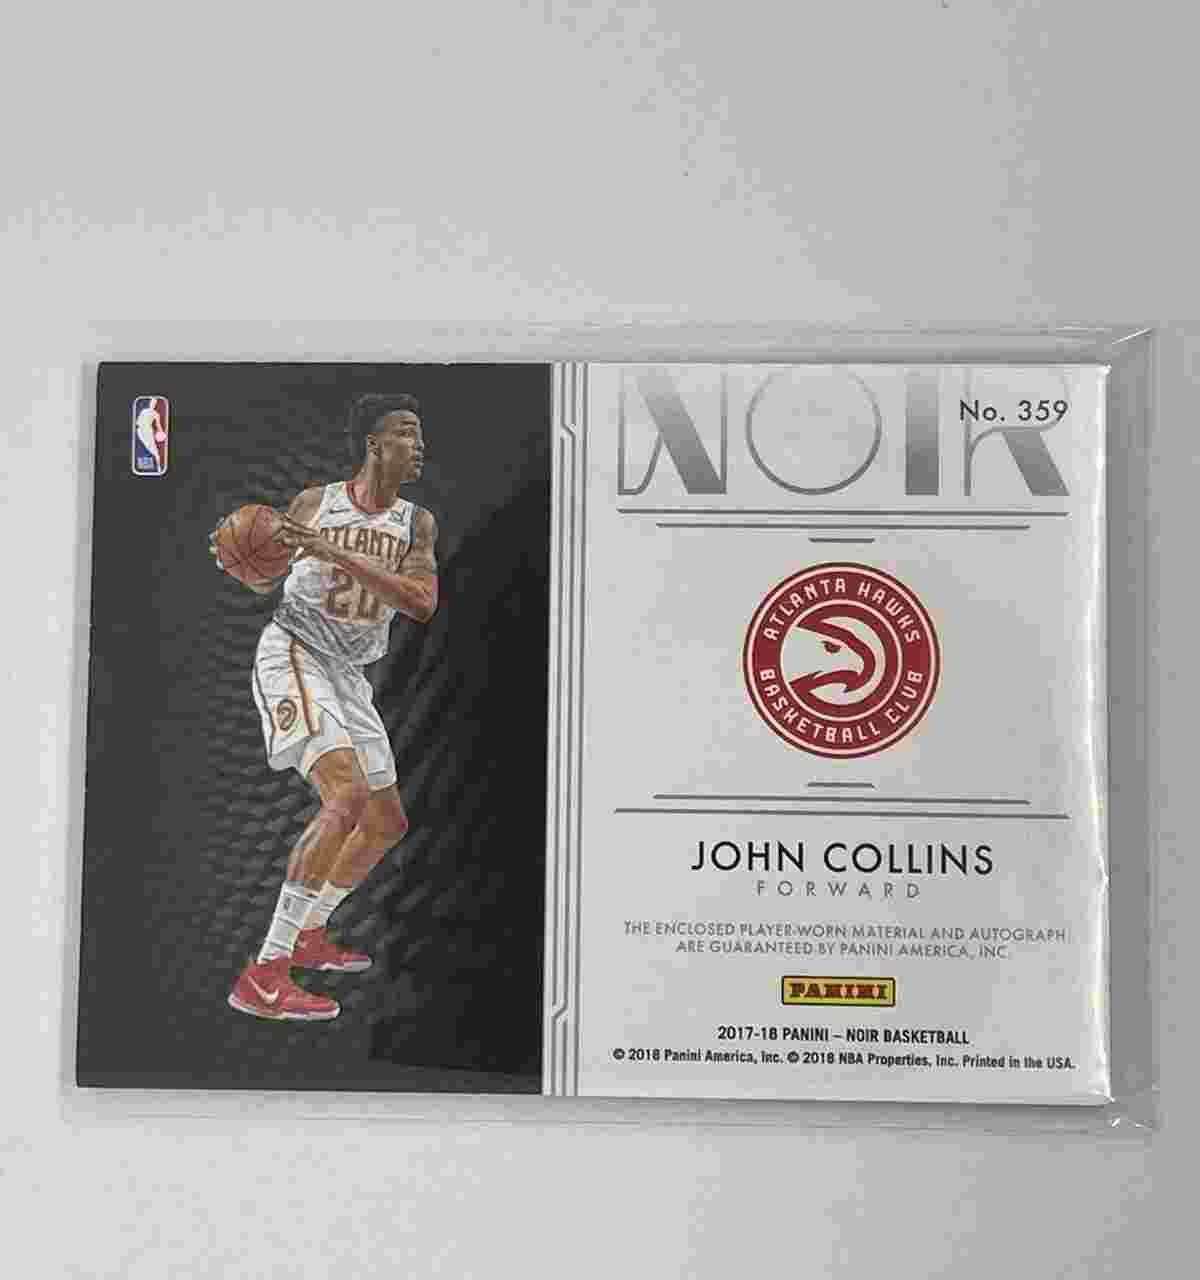 NBA
ATLANTA
20
NOIR
No. 359
ATLANTA HAWKS
BASKETBALL CLUB
JOHN COLLINS
FORWARD
THE ENCLOSED PLAYER-WORN MATERIAL AND AUTOGRAPH
ARE GUARANTEED BY PANINI AMERICA, INC.
PANINI
2017-18 PANINI – NOIR BASKETBALL
© 2018 Panini America, Inc. © 2018 NBA Properties, Inc. Printed in the USA.